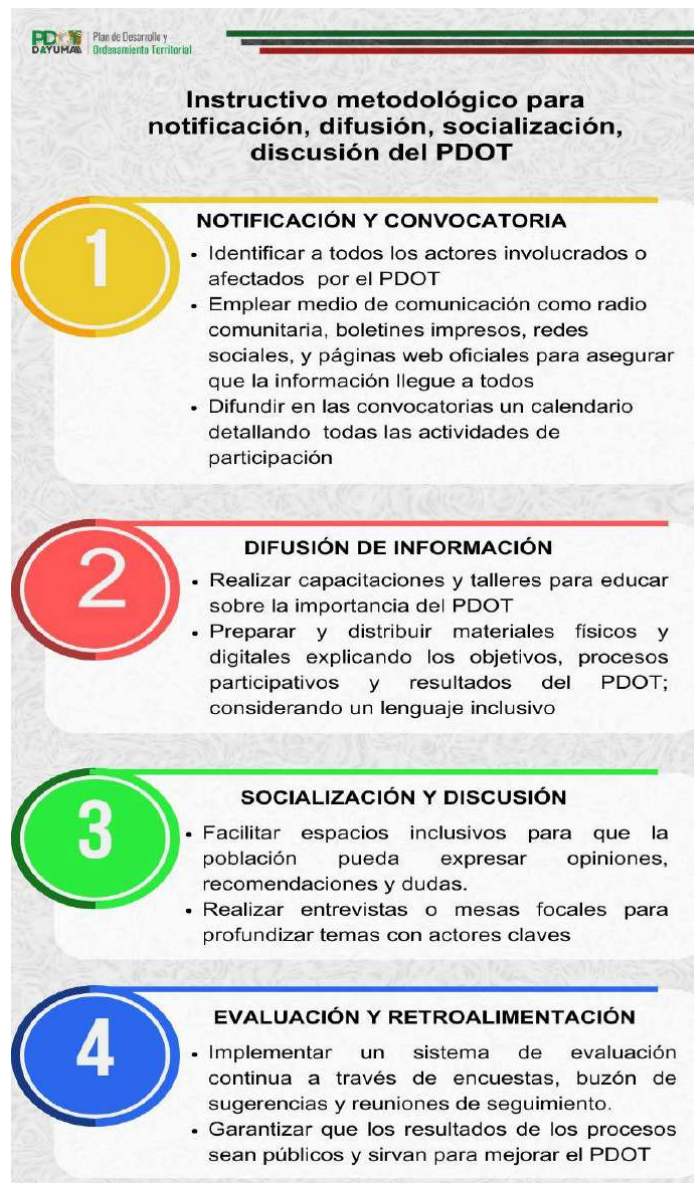 PD
DAYUMA
Plan de Desarrollo y
Ordenamiento Territorial
Instructivo metodológico para
notificación, difusión, socialización,
discusión del PDOT
1
NOTIFICACIÓN Y CONVOCATORIA
• Identificar a todos los actores involucrados o
afectados por el PDOT
• Emplear medio de comunicación como radio
comunitaria, boletines impresos, redes
sociales, y páginas web oficiales para asegurar
que la información llegue a todos
• Difundir en las convocatorias un calendario
detallando todas las actividades de
participación
2
DIFUSIÓN DE INFORMACIÓN
• Realizar capacitaciones y talleres para educar
sobre la importancia del PDOT
• Preparar y distribuir materiales físicos y
digitales explicando los objetivos, procesos
participativos y resultados del PDOT;
considerando un lenguaje inclusivo
3
SOCIALIZACIÓN Y DISCUSIÓN
• Facilitar espacios inclusivos para que la
población pueda expresar opiniones,
recomendaciones y dudas.
• Realizar entrevistas o mesas focales para
profundizar temas con actores claves
4
EVALUACIÓN Y RETROALIMENTACIÓN
• Implementar un sistema de evaluación
continua a través de encuestas, buzón de
sugerencias y reuniones de seguimiento.
• Garantizar que los resultados de los procesos
sean públicos y sirvan para mejorar el PDOT